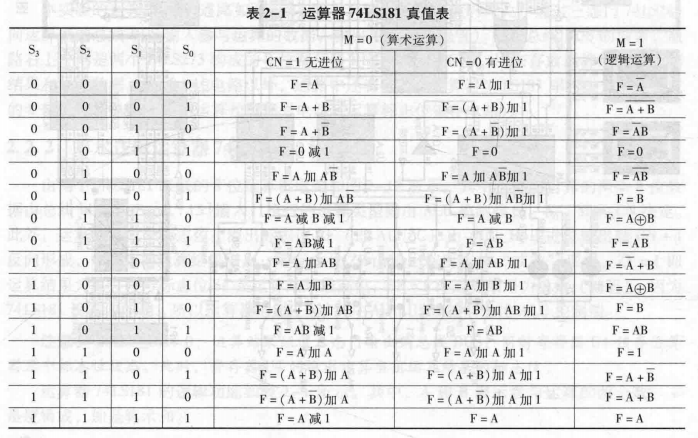 表 2-1 运算器 74LS181 真值表
S₃ S₂ S₁ S₀ M=0(算术运算) M=1(逻辑运算)
CN=1 无进位 CN=0 有进位
0 0 0 0 F=A F=A 加 1 F=A̅
0 0 0 1 F=A+B F=(A+B)加 1 F=A̅+̅B̅
0 0 1 0 F=A+B̅ F=(A+B̅)加 1 F=A̅B
0 0 1 1 F=0 减 1 F=0 F=0
0 1 0 0 F=A 加 AB̅ F=A 加 AB̅加 1 F=A̅B̅
0 1 0 1 F=(A+B)加 AB̅ F=(A+B)加 AB̅加 1 F=B̅
0 1 1 0 F=A 减 B 减 1 F=A 减 B F=A⊕B
0 1 1 1 F=AB̅减 1 F=AB̅ F=AB̅
1 0 0 0 F=A 加 AB F=A 加 AB 加 1 F=A̅+B
1 0 0 1 F=A 加 B F=A 加 B 加 1 F=A̅⊕̅B̅
1 0 1 0 F=(A+B̅)加 AB F=(A+B̅)加 AB 加 1 F=B
1 0 1 1 F=AB 减 1 F=AB F=AB
1 1 0 0 F=A 加 A F=A 加 A 加 1 F=1
1 1 0 1 F=(A+B)加 A F=(A+B)加 A 加 1 F=A+B̅
1 1 1 0 F=(A+B̅)加 A F=(A+B̅)加 A 加 1 F=A+B
1 1 1 1 F=A 减 1 F=A F=A